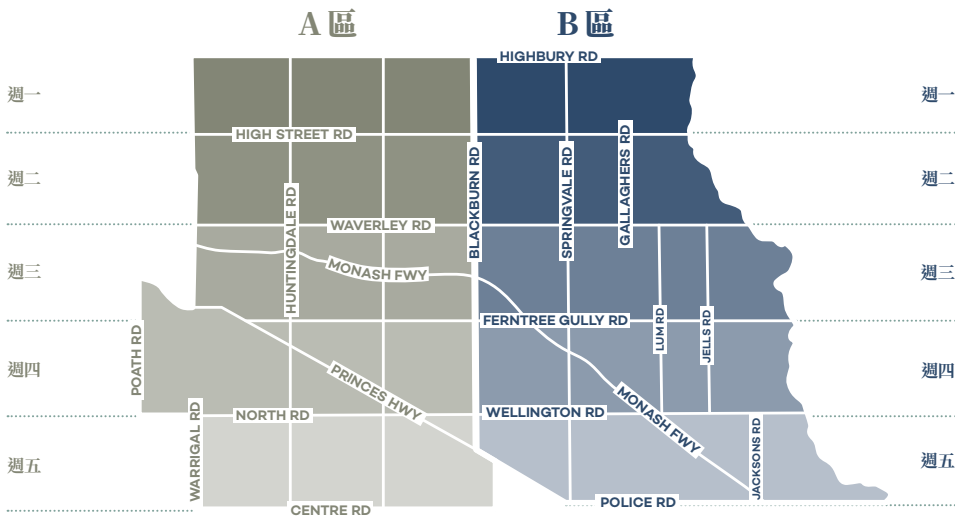 A 區
B 區
HIGHBURY RD
週一
週一
HIGH STREET RD
GALLAGHERS RD
BLACKBURN RD
SPRINGVALE RD
週二
週二
HUNTINGDALE RD
WAVERLEY RD
週三
MONASH FWY
週三
FERNTREE GULLY RD
LUM RD
JELLS RD
POATH RD
週四
PRINCES HWY
週四
MONASH FWY
WARRIGAL RD
NORTH RD
WELLINGTON RD
JACKSONS RD
週五
週五
CENTRE RD
POLICE RD